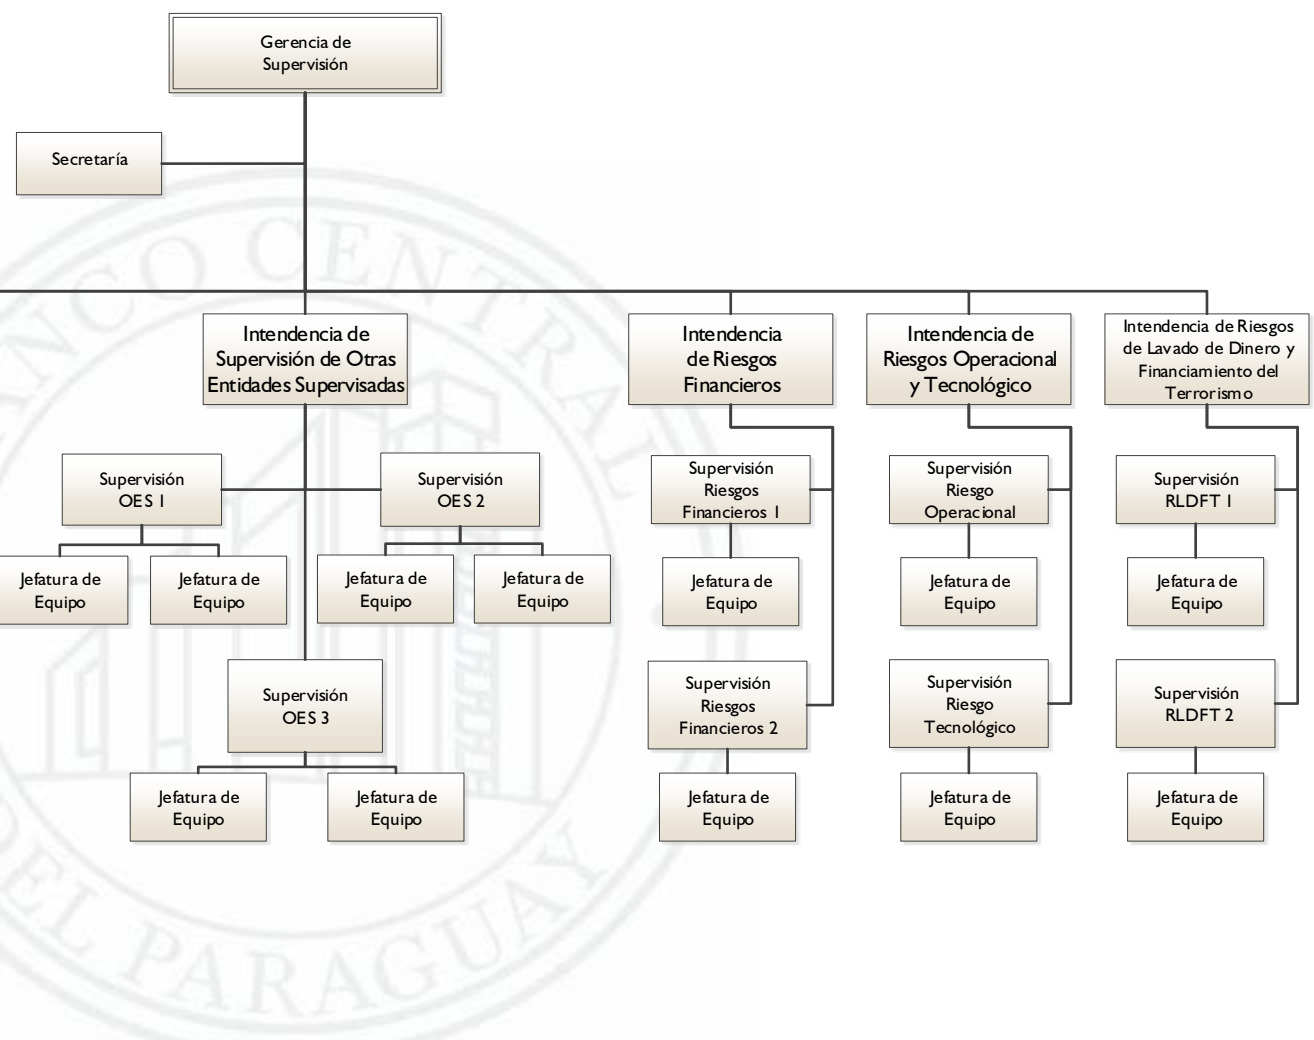 Gerencia de
Supervisión
Secretaría
BANCO CENTRAL
DEL PARAGUAY
Intendencia de
Supervisión de Otras
Entidades Supervisadas
Intendencia
de Riesgos
Financieros
Intendencia de
Riesgos Operacional
y Tecnológico
Intendencia de Riesgos
de Lavado de Dinero y
Financiamiento del
Terrorismo
Supervisión
OES 1
Supervisión
OES 2
Supervisión
Riesgos
Financieros 1
Supervisión
Riesgo
Operacional
Supervisión
RLDFT 1
Jefatura de
Equipo
Jefatura de
Equipo
Jefatura de
Equipo
Jefatura de
Equipo
Jefatura de
Equipo
Jefatura de
Equipo
Jefatura de
Equipo
Supervisión
OES 3
Supervisión
Riesgos
Financieros 2
Supervisión
Riesgo
Tecnológico
Supervisión
RLDFT 2
Jefatura de
Equipo
Jefatura de
Equipo
Jefatura de
Equipo
Jefatura de
Equipo
Jefatura de
Equipo